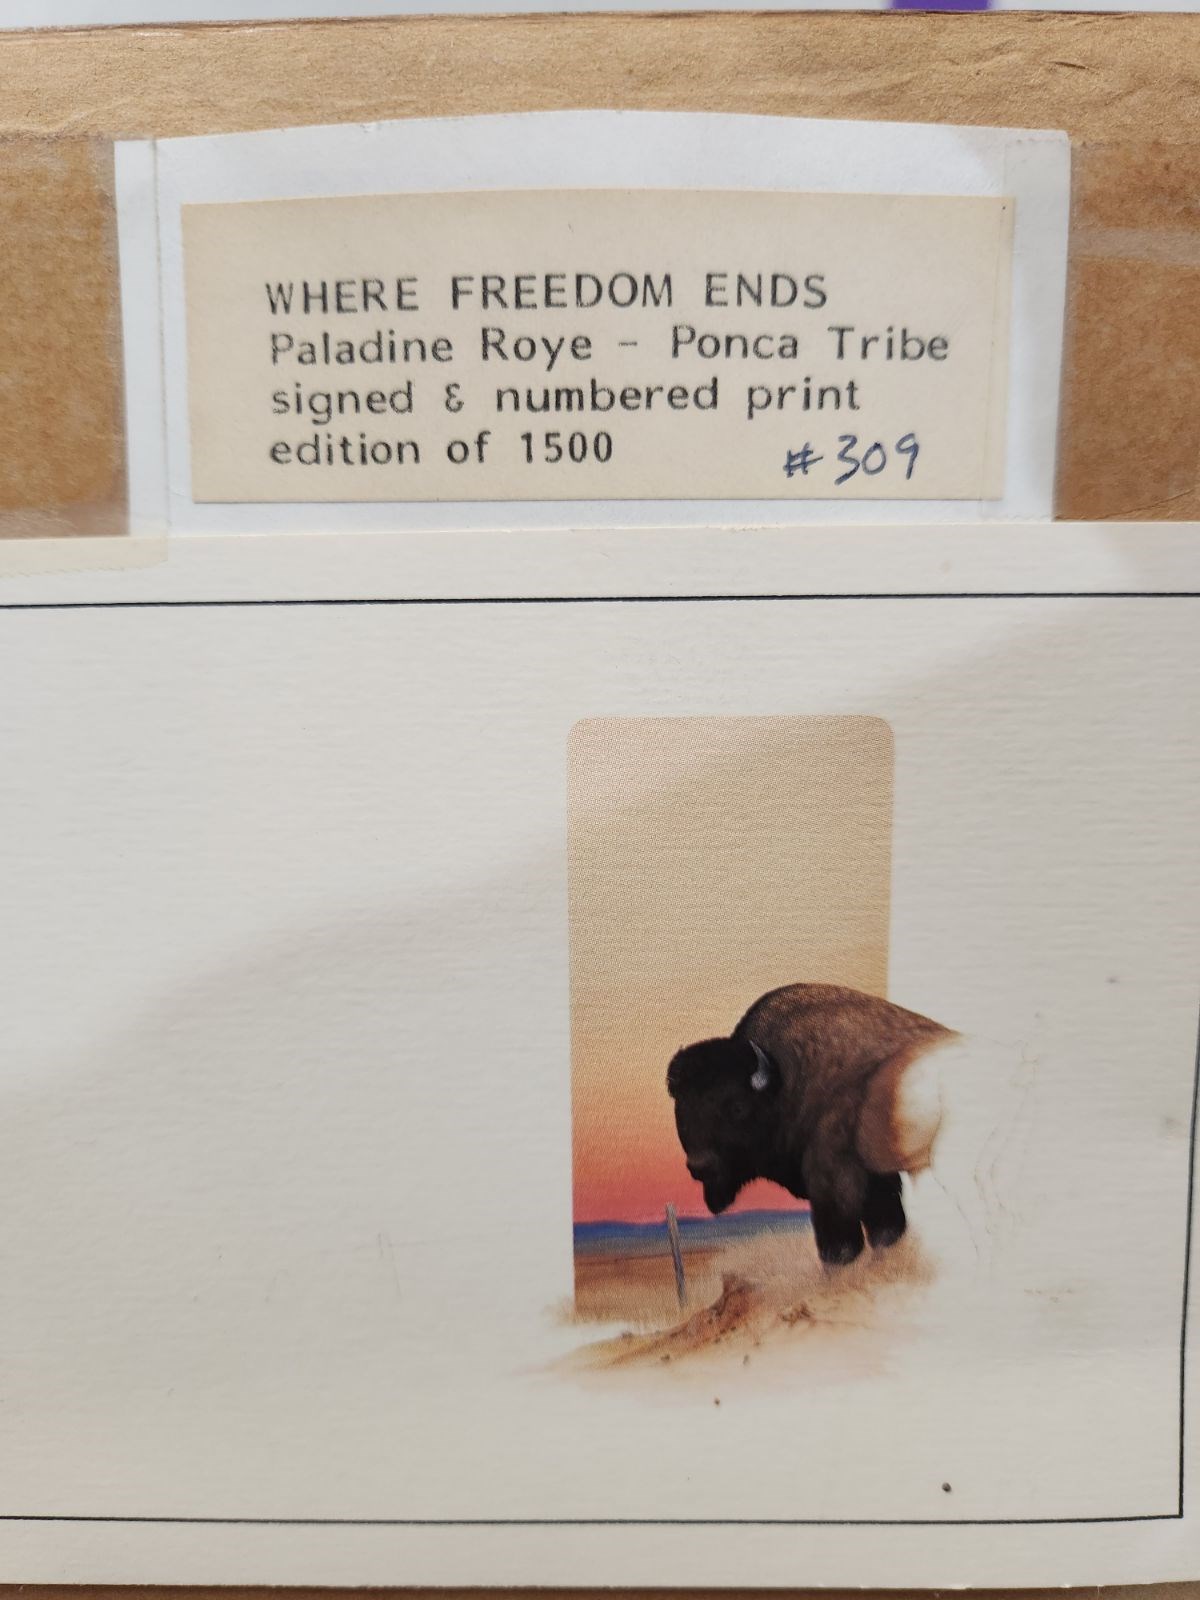 WHERE FREEDOM ENDS
Paladine Roye - Ponca Tribe
signed & numbered print
edition of 1500 #309